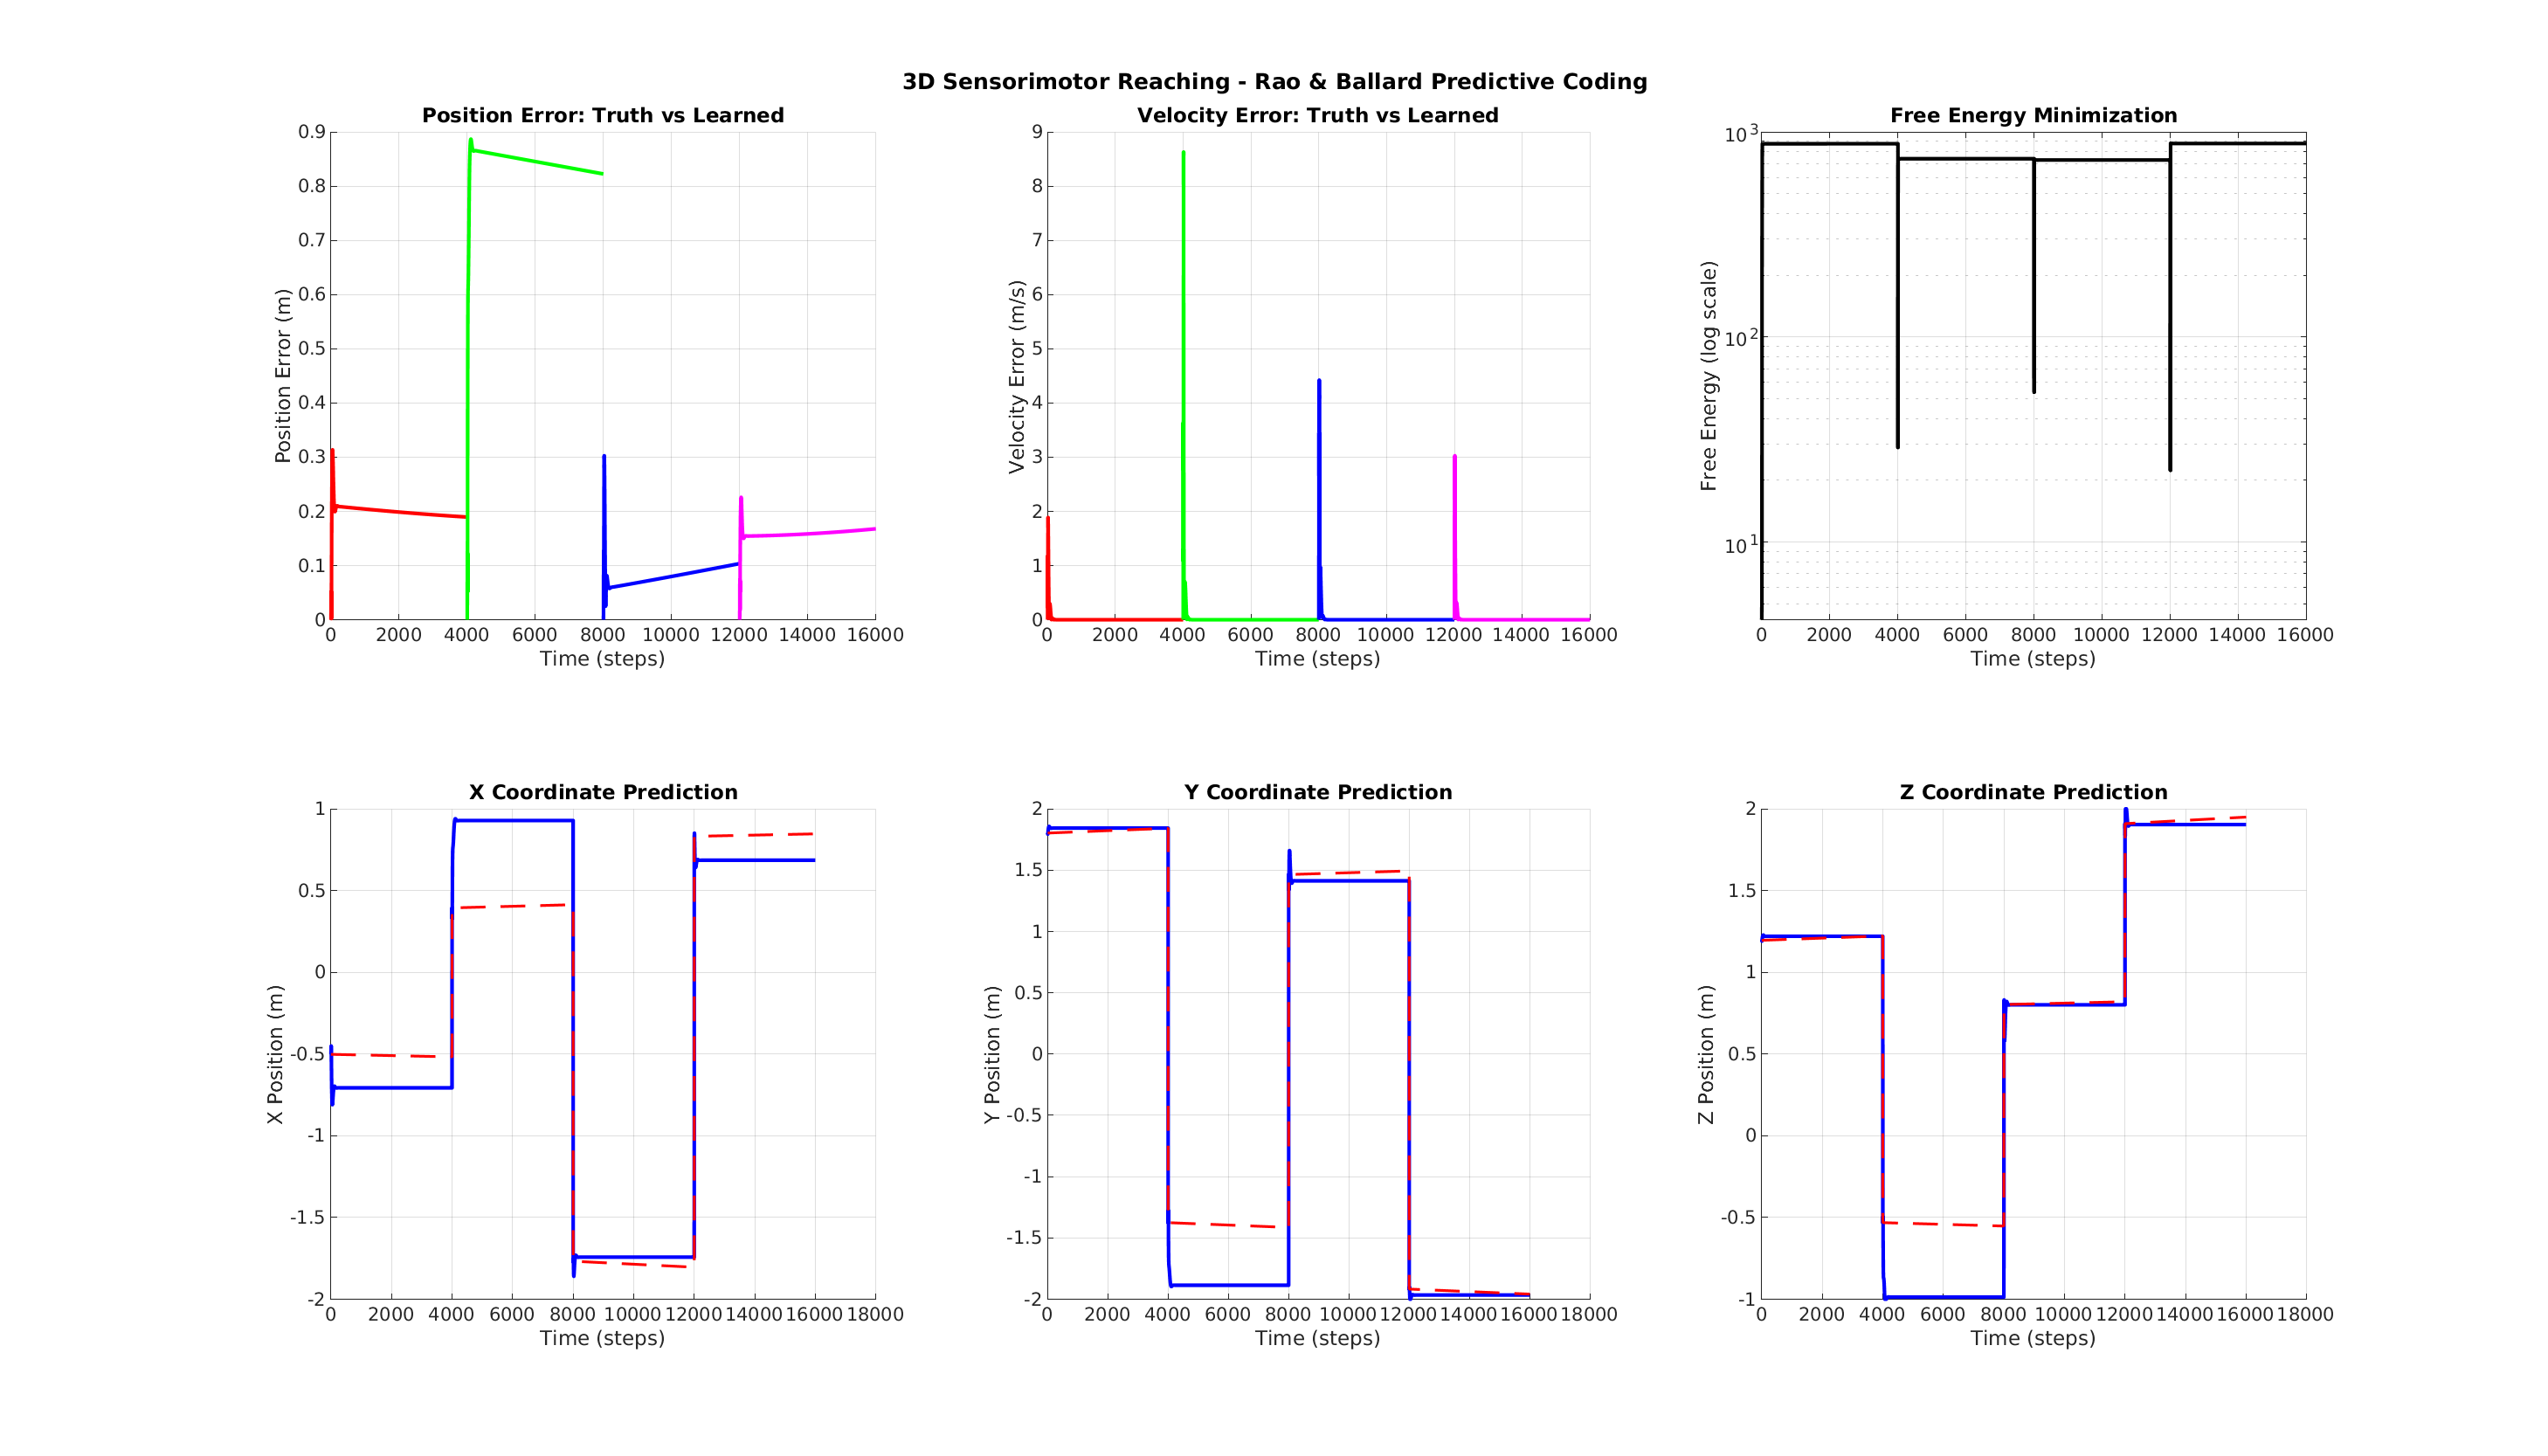 3D Sensorimotor Reaching - Rao & Ballard Predictive Coding
Position Error: Truth vs Learned
Position Error (m)
0.9
0.8
0.7
0.6
0.5
0.4
0.3
0.2
0.1
0
0 2000 4000 6000 8000 10000 12000 14000 16000
Time (steps)
Velocity Error: Truth vs Learned
Velocity Error (m/s)
9
8
7
6
5
4
3
2
1
0
0 2000 4000 6000 8000 10000 12000 14000 16000
Time (steps)
Free Energy Minimization
Free Energy (log scale)
10^3
10^2
10^1
0 2000 4000 6000 8000 10000 12000 14000 16000
Time (steps)
X Coordinate Prediction
X Position (m)
1
0.5
0
-0.5
-1
-1.5
-2
0 2000 4000 6000 8000 10000 12000 14000 16000 18000
Time (steps)
Y Coordinate Prediction
Y Position (m)
2
1.5
1
0.5
0
-0.5
-1
-1.5
-2
0 2000 4000 6000 8000 10000 12000 14000 16000 18000
Time (steps)
Z Coordinate Prediction
Z Position (m)
2
1.5
1
0.5
0
-0.5
-1
0 2000 4000 6000 8000 10000 12000 14000 16000 18000
Time (steps)